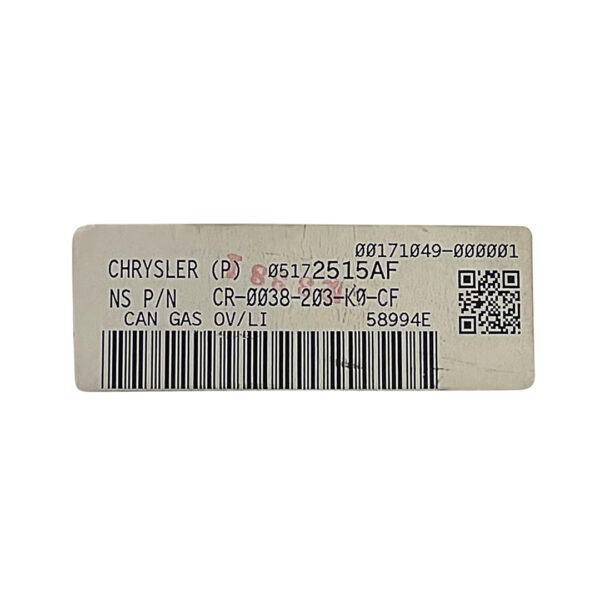 00171049-000001
CHRYSLER (P) 05172515AF
NS P/N CR-0038-203-K0-CF
CAN GAS OV/LI 58994E